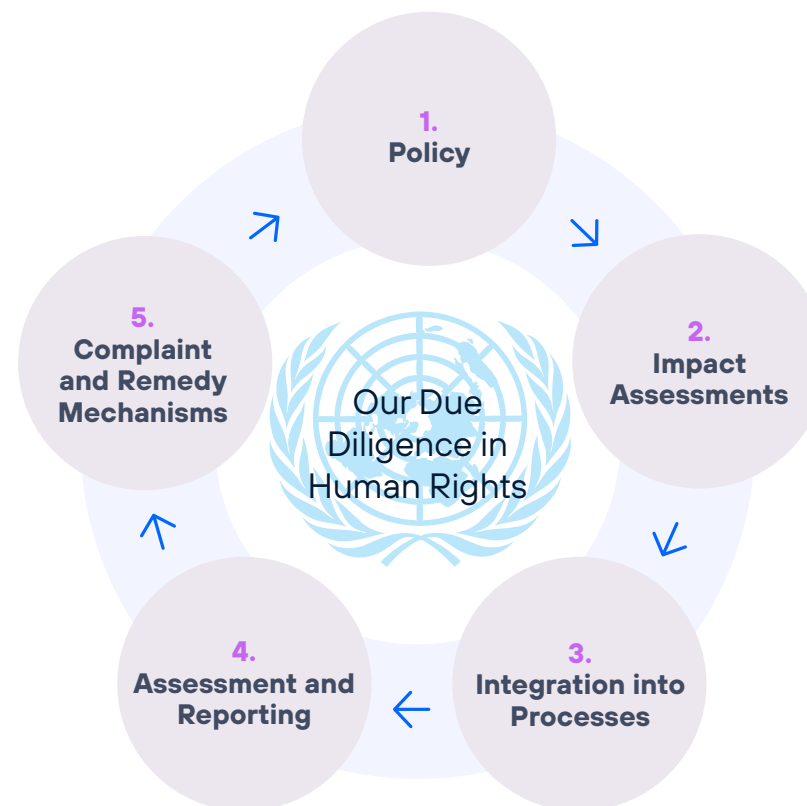 1.
Policy
2.
Impact
Assessments
3.
Integration into
Processes
4.
Assessment and
Reporting
5.
Complaint
and Remedy
Mechanisms
Our Due
Diligence in
Human Rights